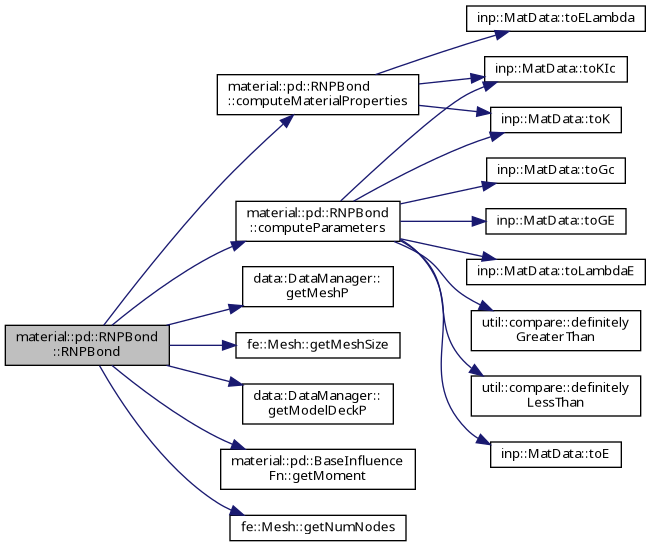 material::pd::RNPBond
::RNPBond
material::pd::RNPBond
::computeMaterialProperties
material::pd::RNPBond
::computeParameters
data::DataManager::
getMeshP
fe::Mesh::getMeshSize
data::DataManager::
getModelDeckP
material::pd::BaseInfluence
Fn::getMoment
fe::Mesh::getNumNodes
inp::MatData::toELambda
inp::MatData::toKIc
inp::MatData::toK
inp::MatData::toGc
inp::MatData::toGE
inp::MatData::toLambdaE
util::compare::definitely
GreaterThan
util::compare::definitely
LessThan
inp::MatData::toE